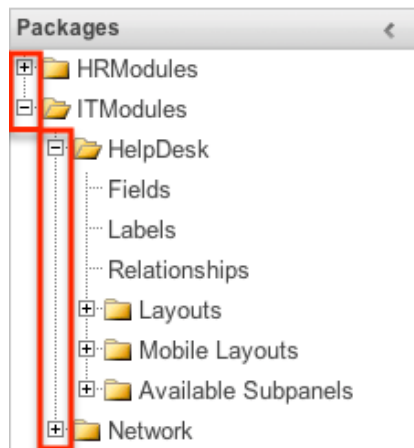 Packages
HRModules
ITModules
HelpDesk
Fields
Labels
Relationships
Layouts
Mobile Layouts
Available Subpanels
Network